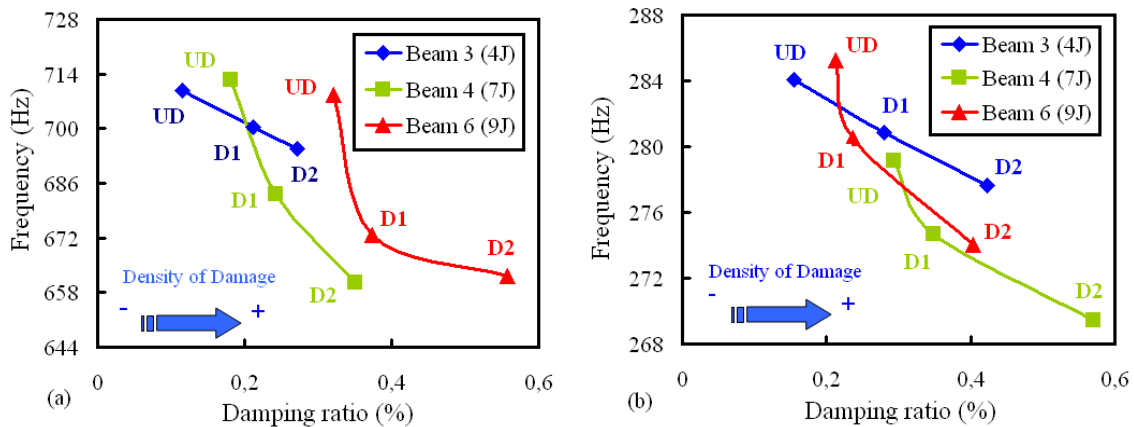 728
714
700
686
672
658
644
Frequency (Hz)
Beam 3 (4J)
Beam 4 (7J)
Beam 6 (9J)
UD
UD
UD
D1
D2
D1
D2
D1
D2
Density of Damage
-
+
0
0,2
0,4
0,6
Damping ratio (%)
(a)
288
284
280
276
272
268
Frequency (Hz)
Beam 3 (4J)
Beam 4 (7J)
Beam 6 (9J)
UD
UD
D1
D1
D2
UD
D2
D1
D2
Density of Damage
-
+
0
0,2
0,4
0,6
Damping ratio (%)
(b)